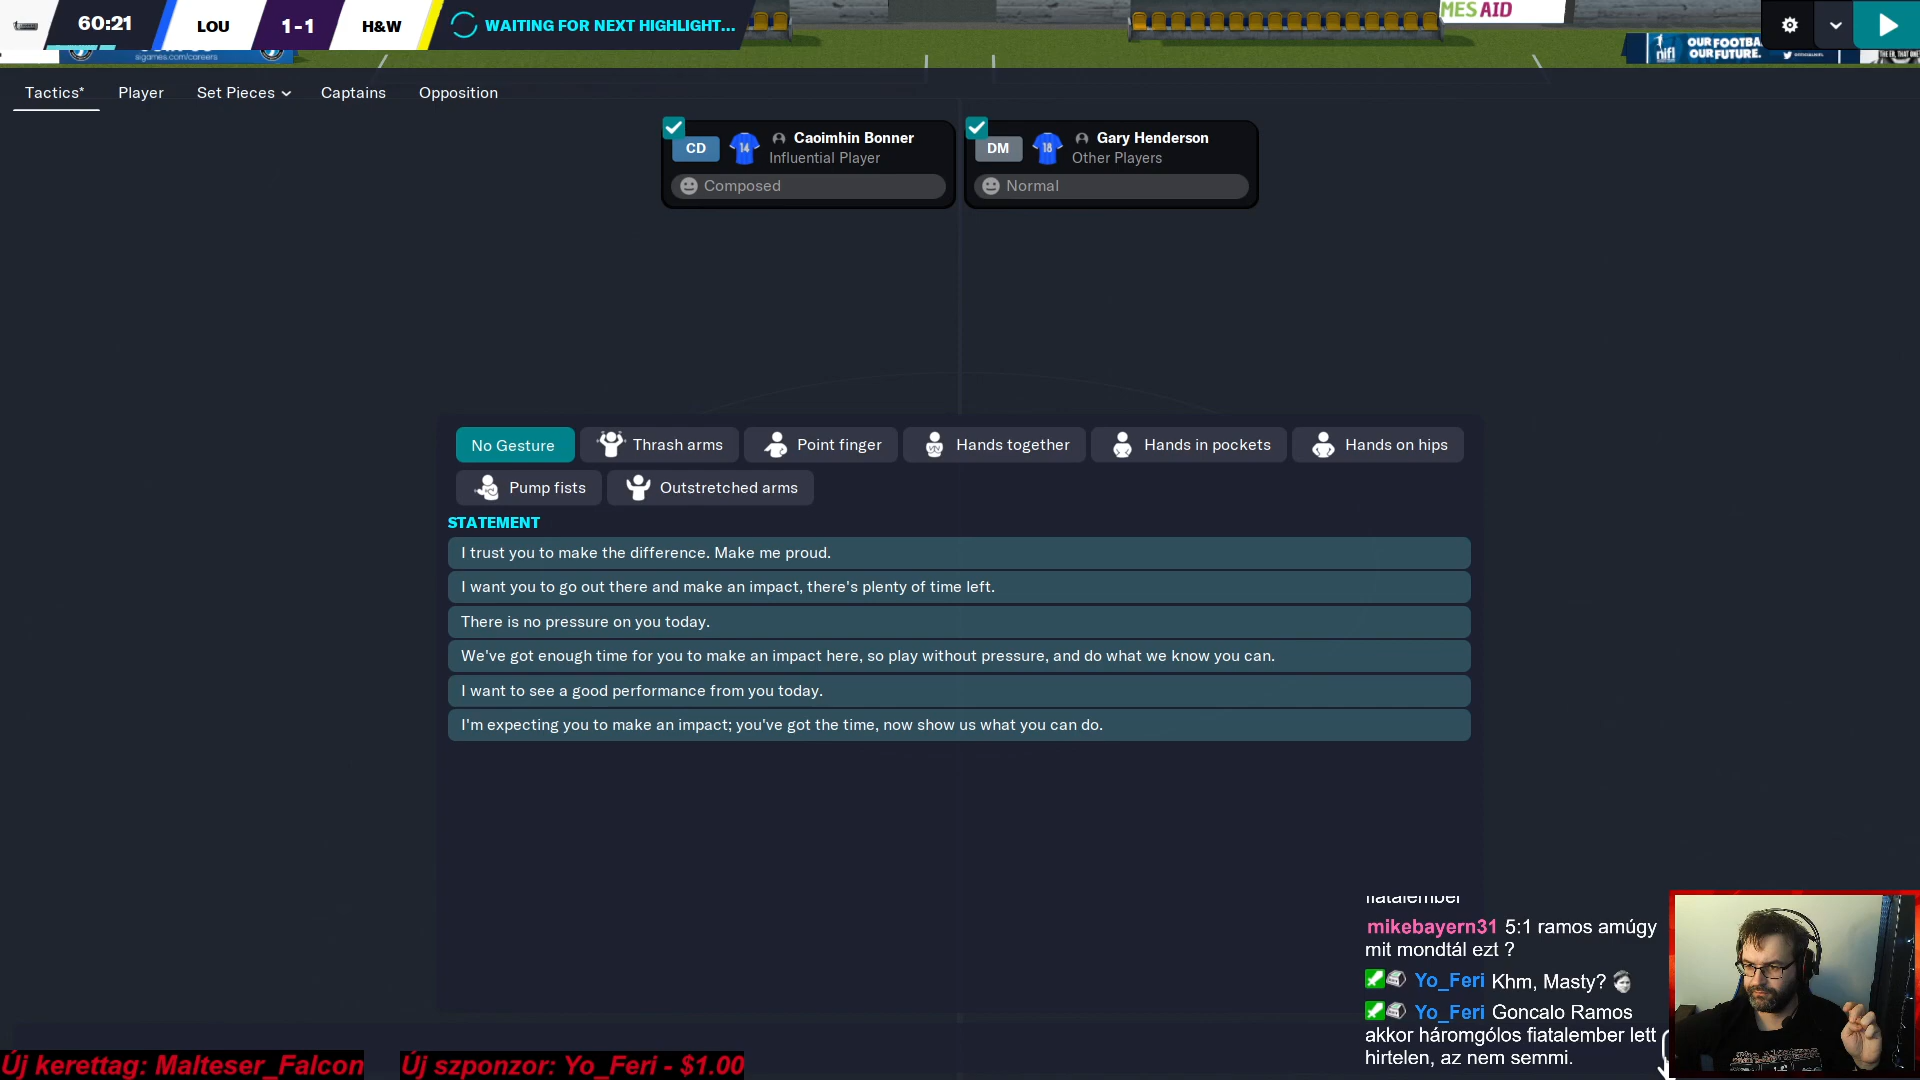 60:21
LOU
1-1
H&W
WAITING FOR NEXT HIGHLIGHT...
MES AID
sigames.com/careers
nifl
OUR FOOTBA
OUR FUTURE.
Tactics*
Player
Set Pieces
Captains
Opposition
CD
14
Caoimhin Bonner
Influential Player
Composed
DM
18
Gary Henderson
Other Players
Normal
No Gesture
Thrash arms
Point finger
Hands together
Hands in pockets
Hands on hips
Pump fists
Outstretched arms
STATEMENT
I trust you to make the difference. Make me proud.
I want you to go out there and make an impact, there's plenty of time left.
There is no pressure on you today.
We've got enough time for you to make an impact here, so play without pressure, and do what we know you can.
I want to see a good performance from you today.
I'm expecting you to make an impact; you've got the time, now show us what you can do.
fiatalember
mikebayern31 5:1 ramos amúgy
mit mondtál ezt ?
Yo_Feri Khm, Masty?
Yo_Feri Goncalo Ramos
akkor háromgólos fiatalember lett
hirtelen, az nem semmi.
Új kerettag: Malteser_Falcon
Új szponzor: Yo_Feri - $1.00